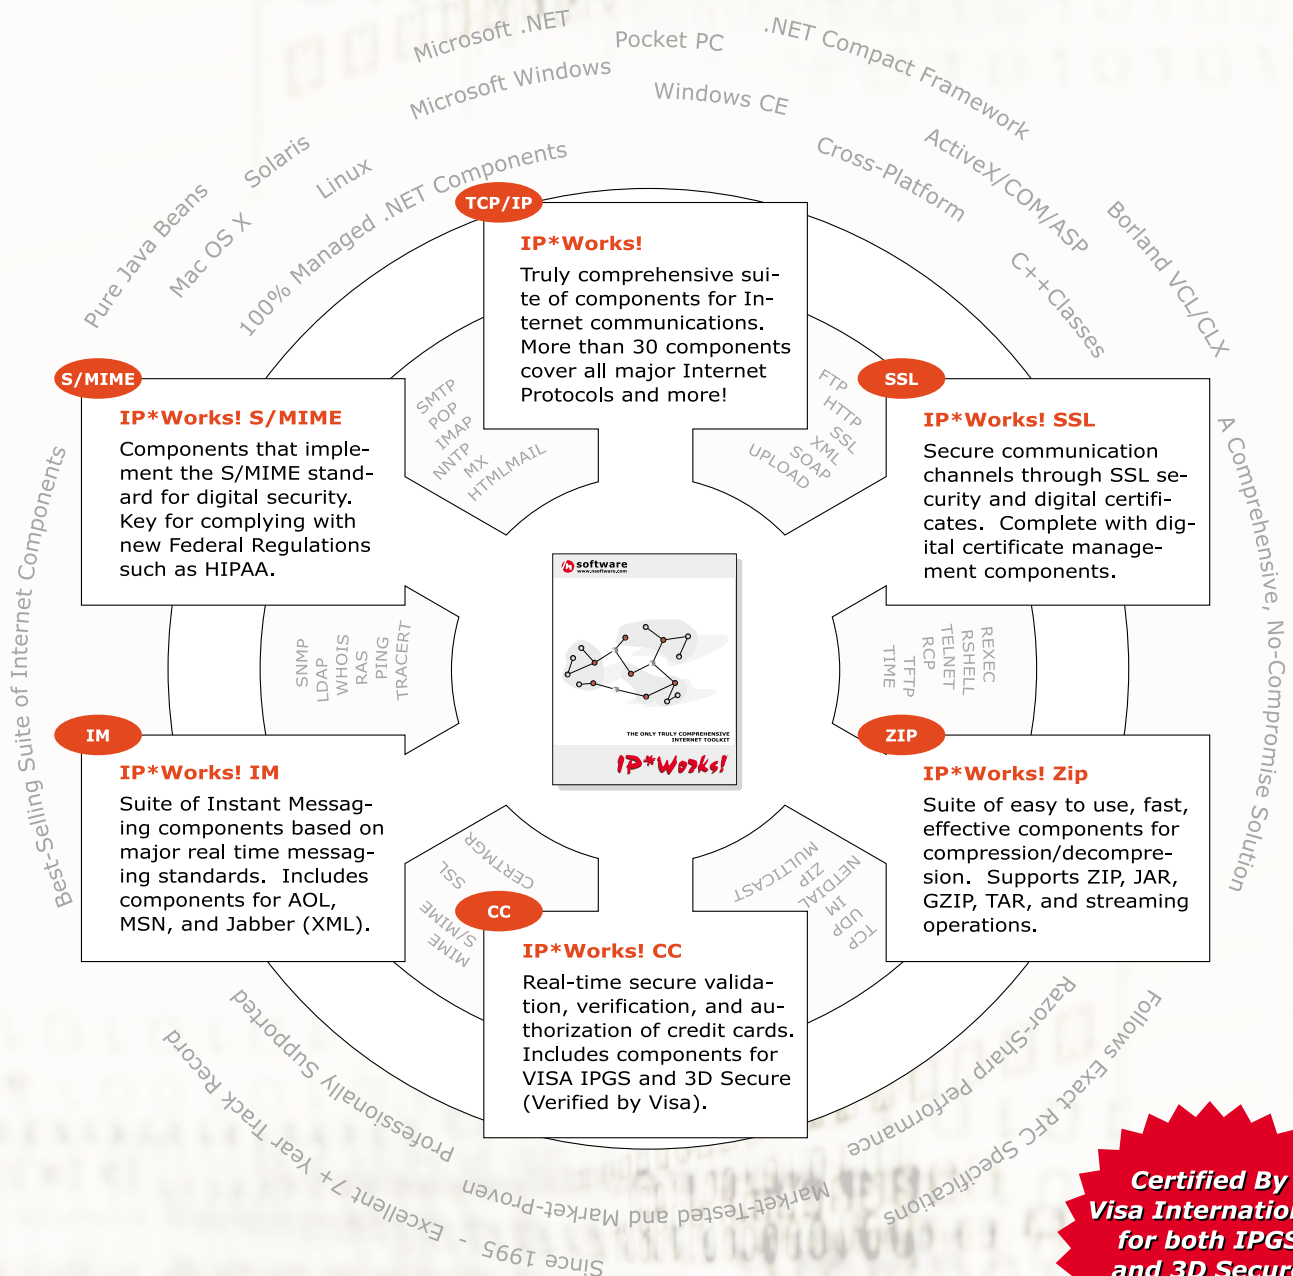 Microsoft .NET
Pocket PC
.NET Compact Framework
Microsoft Windows
Windows CE
Solaris
Linux
Cross-Platform
ActiveX/COM/ASP
Pure Java Beans
Mac OS X
100% Managed .NET Components
C++Classes
Borland VCL/CLX
TCP/IP
IP*Works!
Truly comprehensive sui-
te of components for In-
ternet communications.
More than 30 components
cover all major Internet
Protocols and more!
S/MIME
IP*Works! S/MIME
Components that imple-
ment the S/MIME stand-
ard for digital security.
Key for complying with
new Federal Regulations
such as HIPAA.
SMTP
POP
IMAP
NNTP
MX
HTMLMAIL
FTP
HTTP
SSL
XML
SOAP
UPLOAD
SSL
IP*Works! SSL
Secure communication
channels through SSL se-
curity and digital certifi-
cates.  Complete with dig-
ital certificate manage-
ment components.
Best-Selling Suite of Internet Components
A Comprehensive, No-Compromise Solution
software
www.nsoftware.com
THE ONLY TRULY COMPREHENSIVE
INTERNET TOOLKIT
IP*Works!
SNMP
LDAP
WHOIS
RAS
PING
TRACERT
REXEC
RSHELL
TELNET
RCP
TFTP
TIME
IM
IP*Works! IM
Suite of Instant Messag-
ing components based on
major real time messag-
ing standards.  Includes
components for AOL,
MSN, and Jabber (XML).
ZIP
IP*Works! Zip
Suite of easy to use, fast,
effective components for
compression/decompre-
sion.  Supports ZIP, JAR,
GZIP, TAR, and streaming
operations.
CERTMGR
SSL
S/MIME
MIME
MULTICAST
ZIP
NETDIAL
IM
UDP
TCP
CC
IP*Works! CC
Real-time secure valida-
tion, verification, and au-
thorization of credit cards.
Includes components for
VISA IPGS and 3D Secure
(Verified by Visa).
Professionally Supported
Razor-Sharp Performance
Follows Exact RFC Specifications
Market-Tested and Market-Proven
Since 1995 - Excellent 7+ Year Track Record
Certified By
Visa Internation
for both IPGS
and 3D Secure